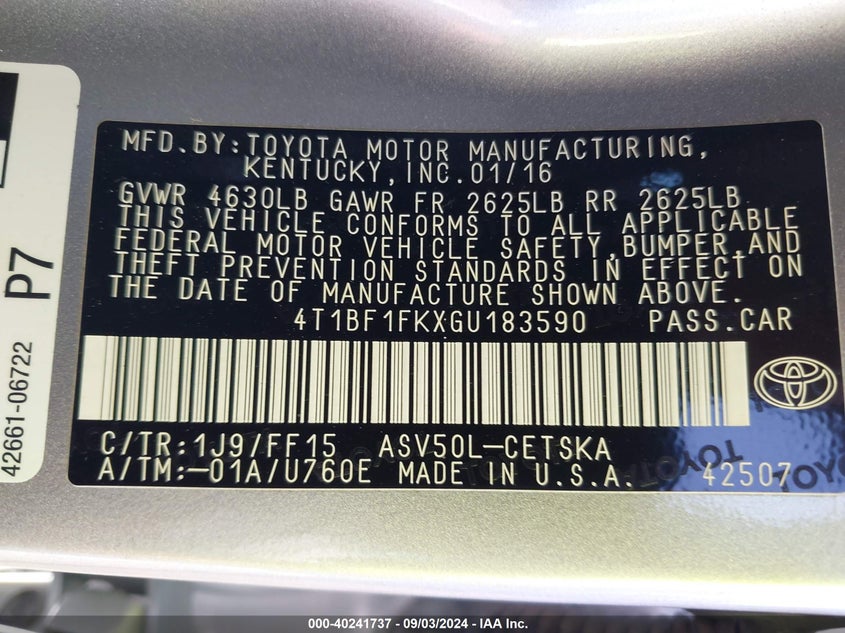 MFD.BY:TOYOTA MOTOR MANUFACTURING,
KENTUCKY,INC.01/16
GVWR 4630LB GAWR FR 2625LB RR 2625LB
THIS VEHICLE CONFORMS TO ALL APPLICABLE
FEDERAL MOTOR VEHICLE SAFETY,BUMPER,AND
THEFT PREVENTION STANDARDS IN EFFECT ON
THE DATE OF MANUFACTURE SHOWN ABOVE.
4T1BF1FKXGU183590 PASS.CAR
C/TR:1J9/FF15 ASV50L-CETSKA
A/TM:-01A/U760E MADE IN U.S.A. 42507
TOYOTA
TOYO
P7
42661-06722
000-40241737 - 09/03/2024 - IAA Inc.